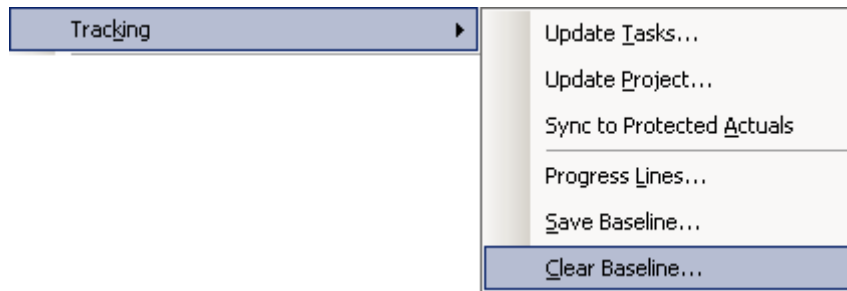 Tracking
Update Tasks...
Update Project...
Sync to Protected Actuals
Progress Lines...
Save Baseline...
Clear Baseline...